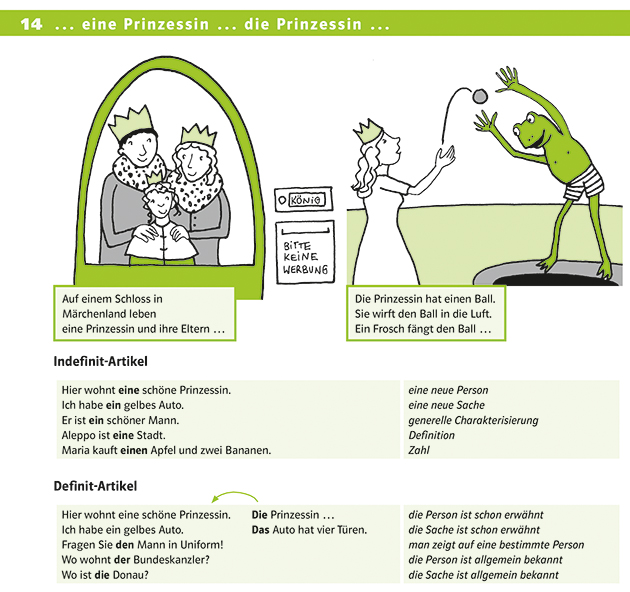 14 ... eine Prinzessin ... die Prinzessin ...
KÖNIG
BITTE
KEINE
WERBUNG
Auf einem Schloss in
Märchenland leben
eine Prinzessin und ihre Eltern ...
Die Prinzessin hat einen Ball.
Sie wirft den Ball in die Luft.
Ein Frosch fängt den Ball ...
Indefinit-Artikel
Hier wohnt eine schöne Prinzessin. eine neue Person
Ich habe ein gelbes Auto. eine neue Sache
Er ist ein schöner Mann. generelle Charakterisierung
Aleppo ist eine Stadt. Definition
Maria kauft einen Apfel und zwei Bananen. Zahl
Definit-Artikel
Hier wohnt eine schöne Prinzessin. Die Prinzessin ... die Person ist schon erwähnt
Ich habe ein gelbes Auto. Das Auto hat vier Türen. die Sache ist schon erwähnt
Fragen Sie den Mann in Uniform! man zeigt auf eine bestimmte Person
Wo wohnt der Bundeskanzler? die Person ist allgemein bekannt
Wo ist die Donau? die Sache ist allgemein bekannt